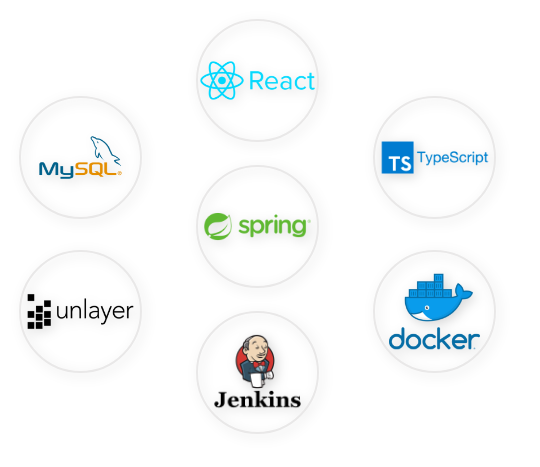 React
MySQL®
TS TypeScript
spring®
unlayer
docker
Jenkins